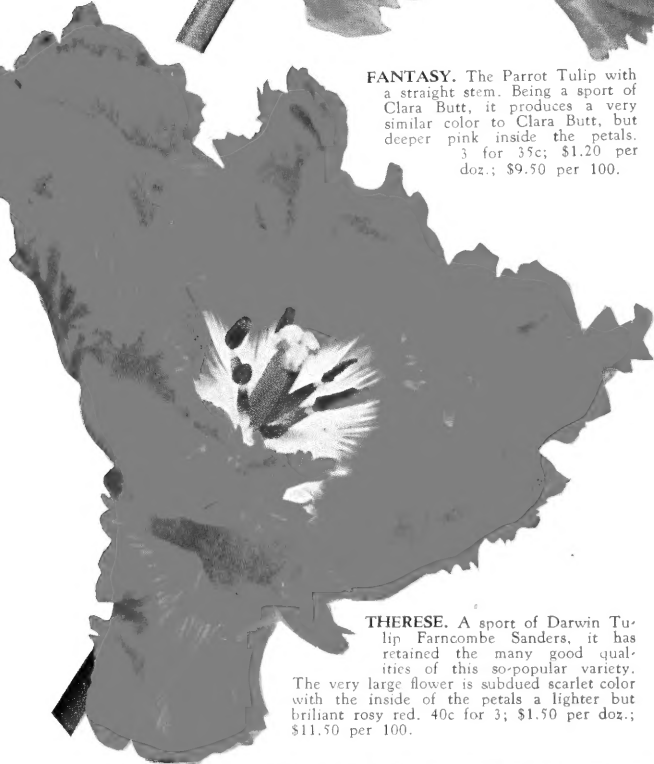 FANTASY. The Parrot Tulip with
a straight stem. Being a sport of
Clara Butt, it produces a very
similar color to Clara Butt, but
deeper pink inside the petals.
3 for 35c; $1.20 per
doz.; $9.50 per 100.
THERESE. A sport of Darwin Tu-
lip Farncombe Sanders, it has
retained the many good qual-
ities of this so-popular variety.
The very large flower is subdued scarlet color
with the inside of the petals a lighter but
briliant rosy red. 40c for 3; $1.50 per doz.;
$11.50 per 100.